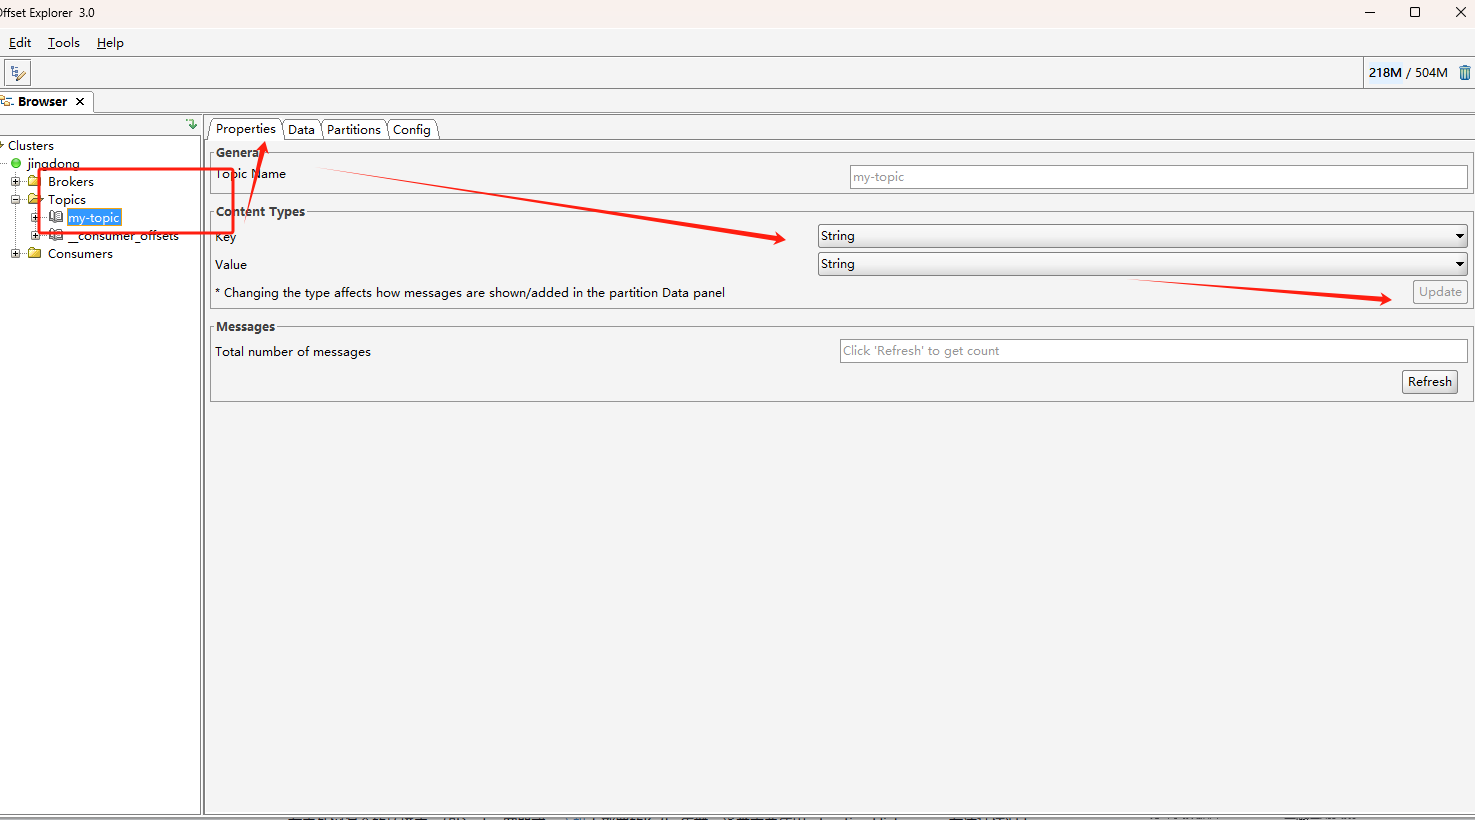 Offset Explorer 3.0
Edit Tools Help
218M / 504M
Browser
Clusters
jingdong
Brokers
Topics
my-topic
__consumer_offsets
Consumers
Properties Data Partitions Config
General
Topic Name my-topic
Content Types
Key String
Value String
* Changing the type affects how messages are shown/added in the partition Data panel Update
Messages
Total number of messages Click 'Refresh' to get count
Refresh